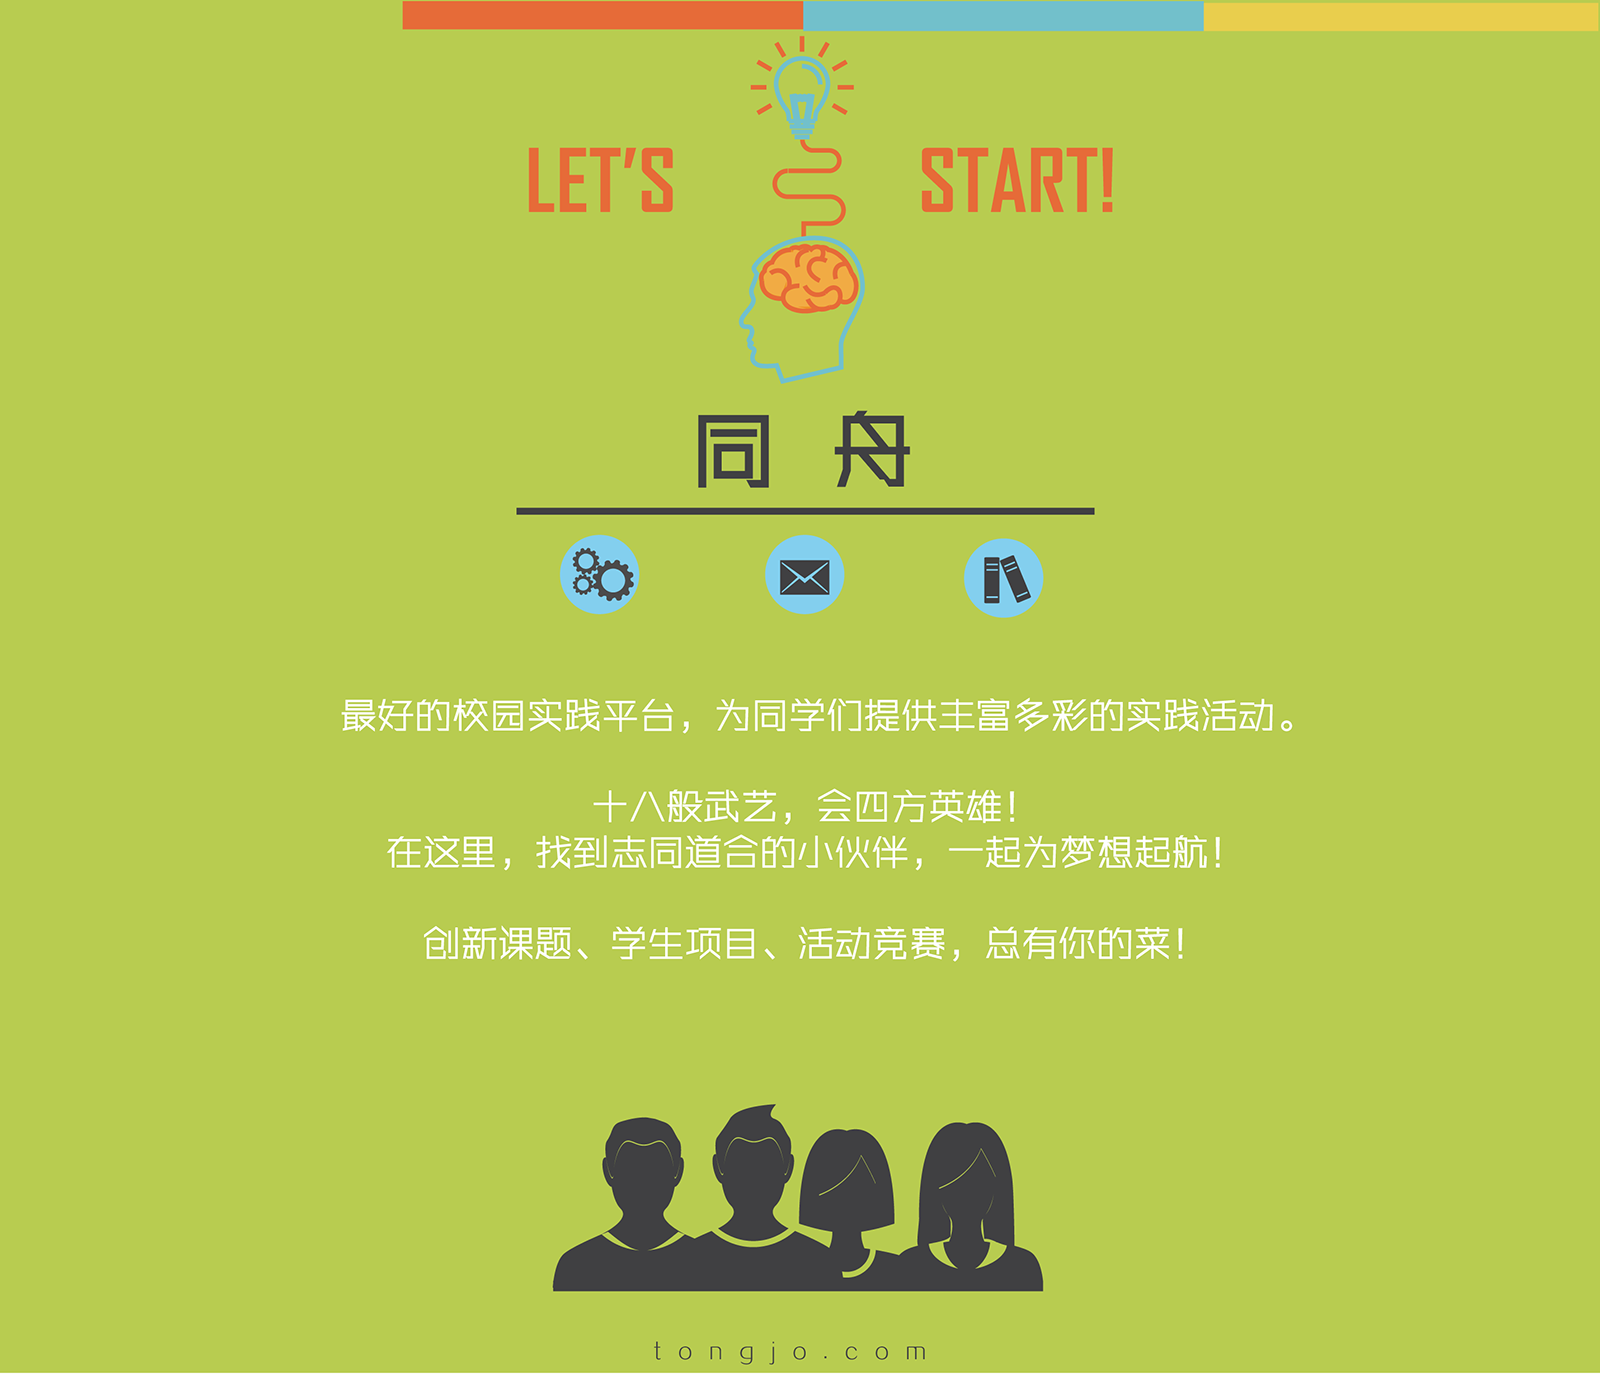 LET'S START!
同 舟
最好的校园实践平台，为同学们提供丰富多彩的实践活动。
十八般武艺，会四方英雄！
在这里，找到志同道合的小伙伴，一起为梦想起航！
创新课题、学生项目、活动竞赛，总有你的菜！
tongjo.com